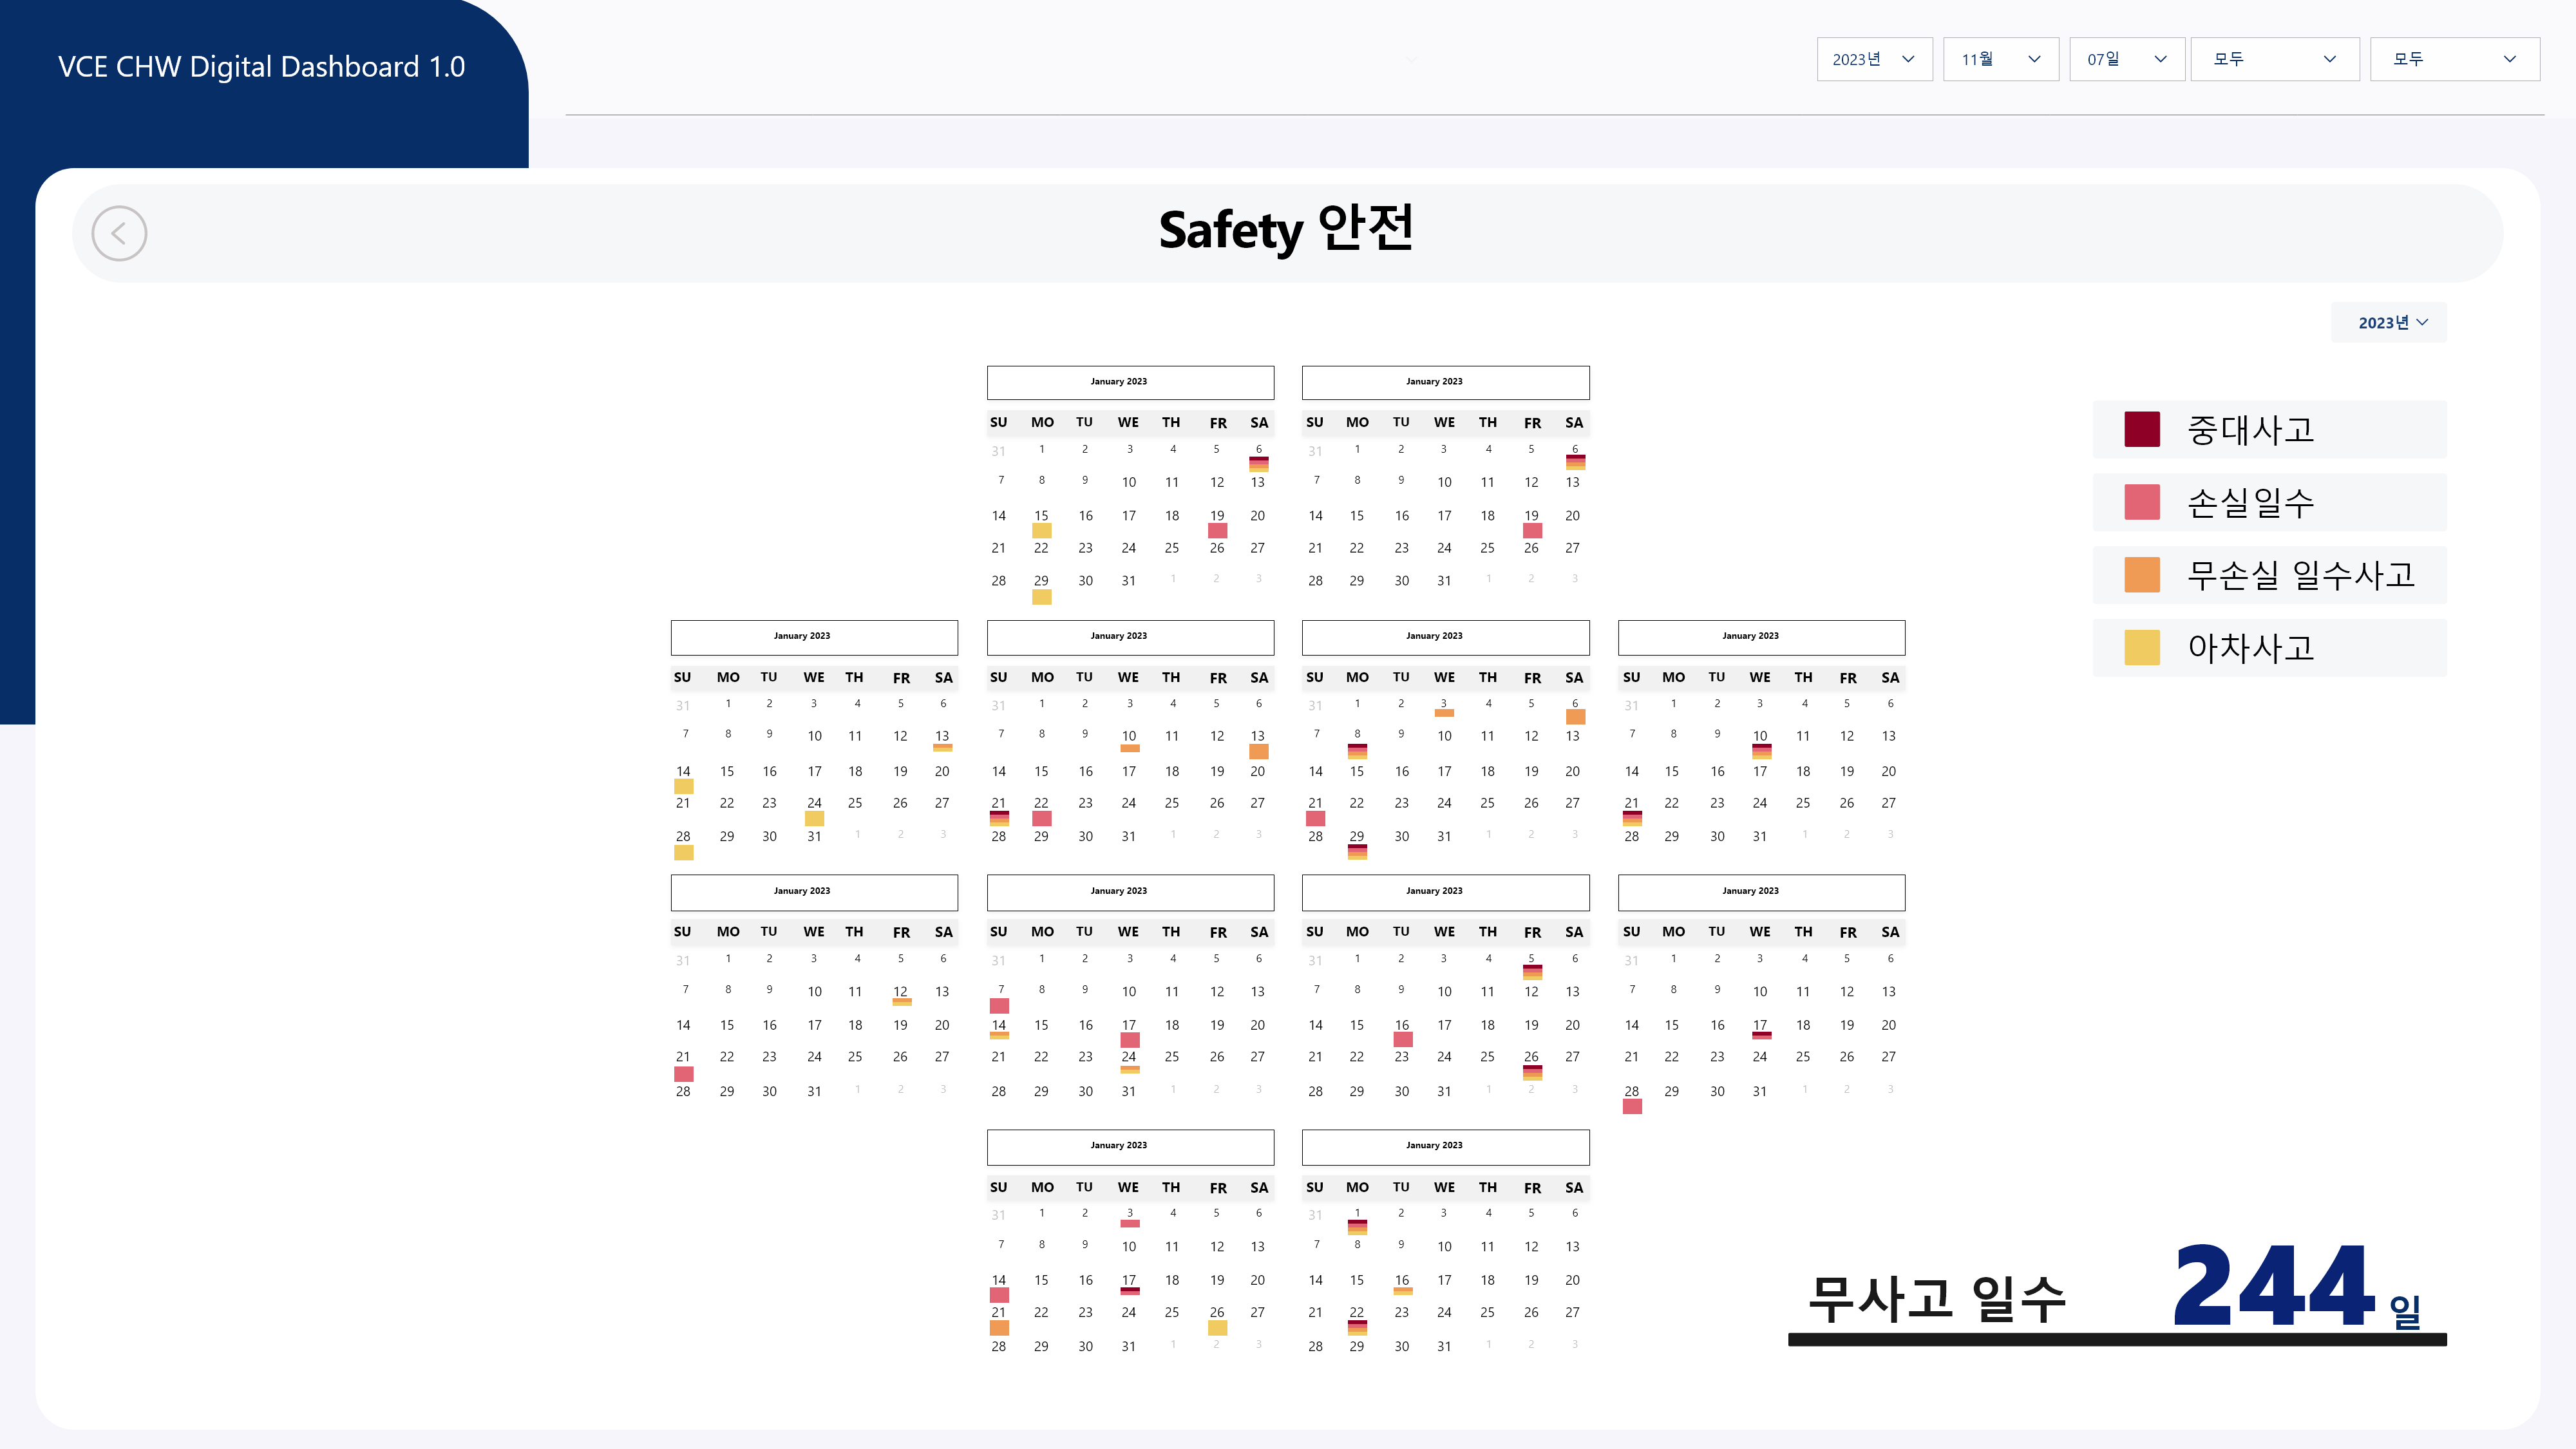 VCE CHW Digital Dashboard 1.0
2023년 11월 07일 모두 모두
Safety 안전
2023년
January 2023 January 2023
SU MO TU WE TH FR SA SU MO TU WE TH FR SA
31 1 2 3 4 5 6 31 1 2 3 4 5 6
7 8 9 10 11 12 13 7 8 9 10 11 12 13
14 15 16 17 18 19 20 14 15 16 17 18 19 20
21 22 23 24 25 26 27 21 22 23 24 25 26 27
28 29 30 31 1 2 3 28 29 30 31 1 2 3
중대사고
손실일수
무손실 일수사고
아차사고
January 2023 January 2023 January 2023 January 2023
SU MO TU WE TH FR SA SU MO TU WE TH FR SA SU MO TU WE TH FR SA SU MO TU WE TH FR SA
31 1 2 3 4 5 6 31 1 2 3 4 5 6 31 1 2 3 4 5 6 31 1 2 3 4 5 6
7 8 9 10 11 12 13 7 8 9 10 11 12 13 7 8 9 10 11 12 13 7 8 9 10 11 12 13
14 15 16 17 18 19 20 14 15 16 17 18 19 20 14 15 16 17 18 19 20 14 15 16 17 18 19 20
21 22 23 24 25 26 27 21 22 23 24 25 26 27 21 22 23 24 25 26 27 21 22 23 24 25 26 27
28 29 30 31 1 2 3 28 29 30 31 1 2 3 28 29 30 31 1 2 3 28 29 30 31 1 2 3
January 2023 January 2023 January 2023 January 2023
SU MO TU WE TH FR SA SU MO TU WE TH FR SA SU MO TU WE TH FR SA SU MO TU WE TH FR SA
31 1 2 3 4 5 6 31 1 2 3 4 5 6 31 1 2 3 4 5 6 31 1 2 3 4 5 6
7 8 9 10 11 12 13 7 8 9 10 11 12 13 7 8 9 10 11 12 13 7 8 9 10 11 12 13
14 15 16 17 18 19 20 14 15 16 17 18 19 20 14 15 16 17 18 19 20 14 15 16 17 18 19 20
21 22 23 24 25 26 27 21 22 23 24 25 26 27 21 22 23 24 25 26 27 21 22 23 24 25 26 27
28 29 30 31 1 2 3 28 29 30 31 1 2 3 28 29 30 31 1 2 3 28 29 30 31 1 2 3
January 2023 January 2023
SU MO TU WE TH FR SA SU MO TU WE TH FR SA
31 1 2 3 4 5 6 31 1 2 3 4 5 6
7 8 9 10 11 12 13 7 8 9 10 11 12 13
14 15 16 17 18 19 20 14 15 16 17 18 19 20
21 22 23 24 25 26 27 21 22 23 24 25 26 27
28 29 30 31 1 2 3 28 29 30 31 1 2 3
무사고 일수 244 일